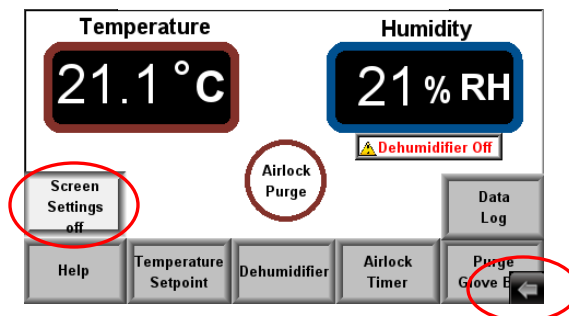 Temperature
Humidity
21.1 °C
21 % RH
Dehumidifier Off
Airlock
Purge
Screen
Settings
off
Data
Log
Help
Temperature
Setpoint
Dehumidifier
Airlock
Timer
Purge
Glove